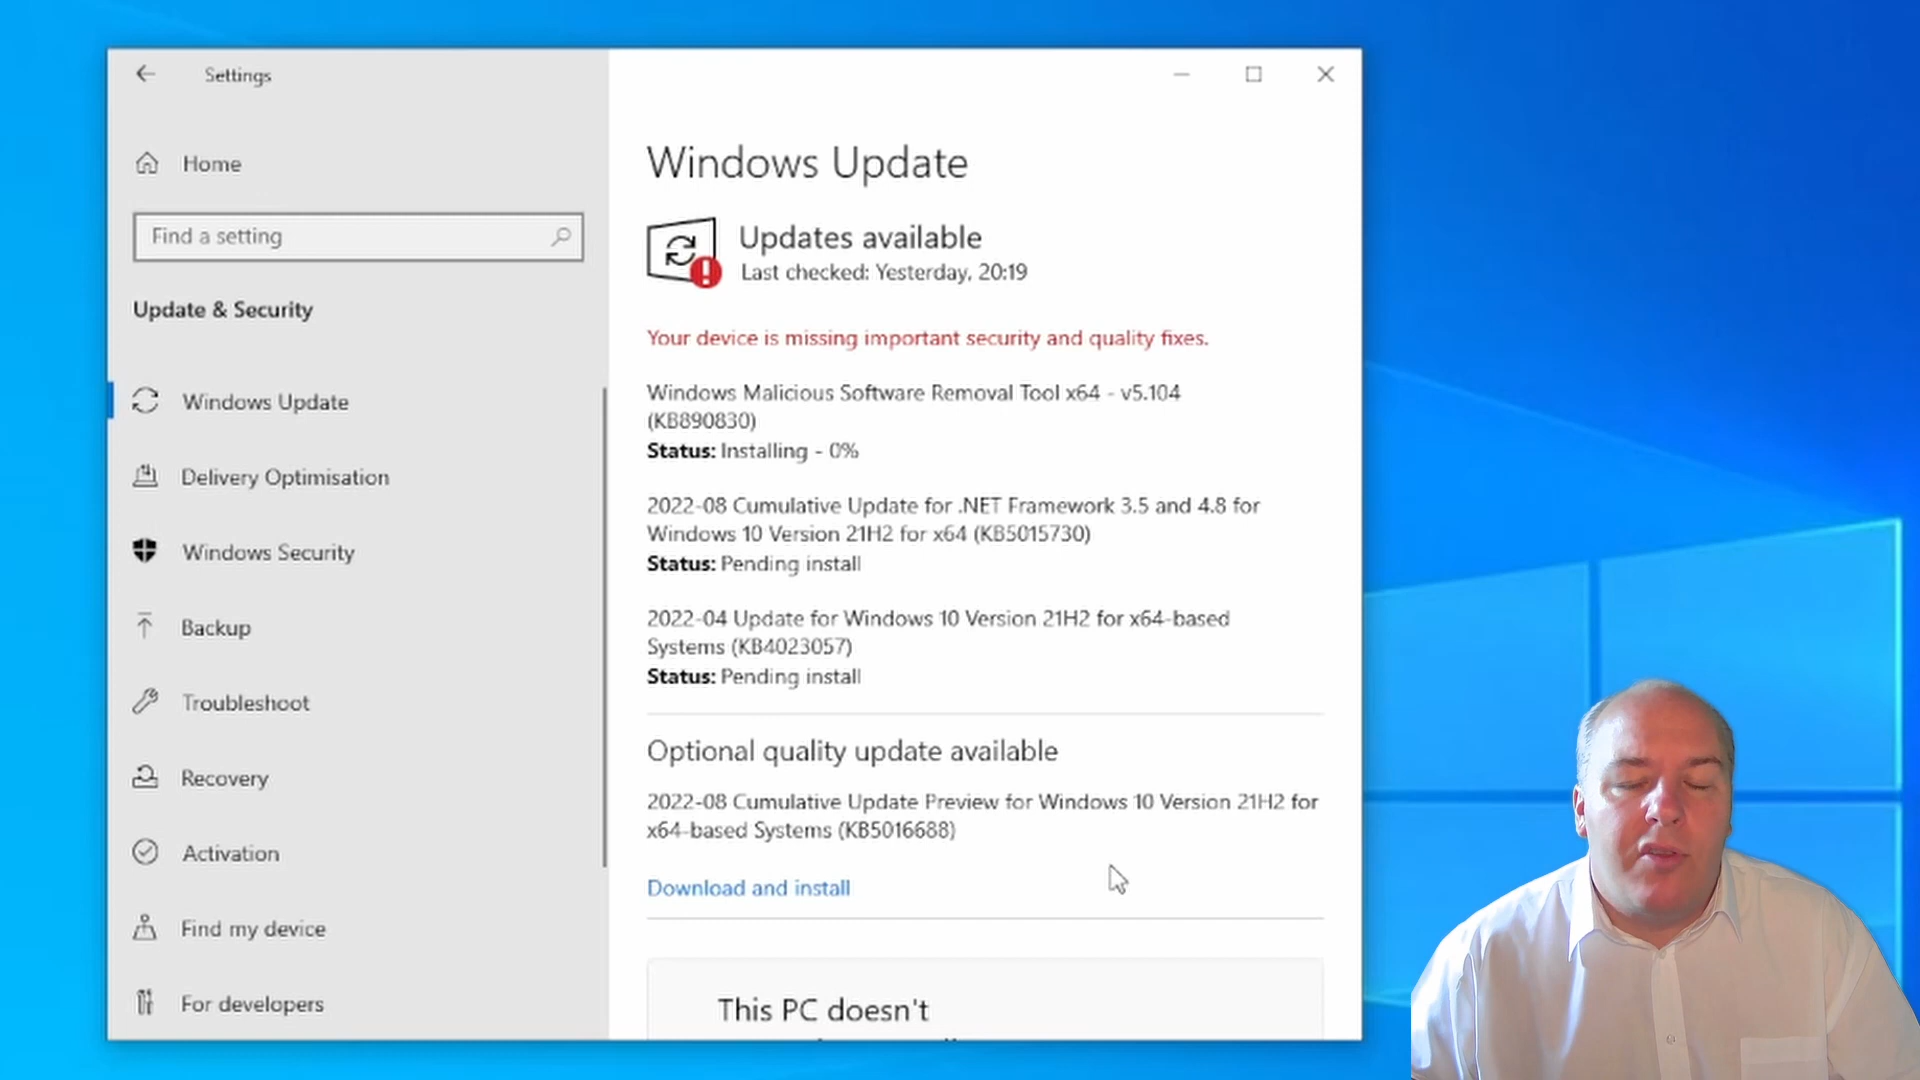 Settings
Home
Find a setting
Update & Security
Windows Update
Delivery Optimisation
Windows Security
Backup
Troubleshoot
Recovery
Activation
Find my device
For developers
Windows Update
Updates available
Last checked: Yesterday, 20:19
Your device is missing important security and quality fixes.
Windows Malicious Software Removal Tool x64 - v5.104
(KB890830)
Status: Installing - 0%
2022-08 Cumulative Update for .NET Framework 3.5 and 4.8 for
Windows 10 Version 21H2 for x64 (KB5015730)
Status: Pending install
2022-04 Update for Windows 10 Version 21H2 for x64-based
Systems (KB4023057)
Status: Pending install
Optional quality update available
2022-08 Cumulative Update Preview for Windows 10 Version 21H2 for
x64-based Systems (KB5016688)
Download and install
This PC doesn't